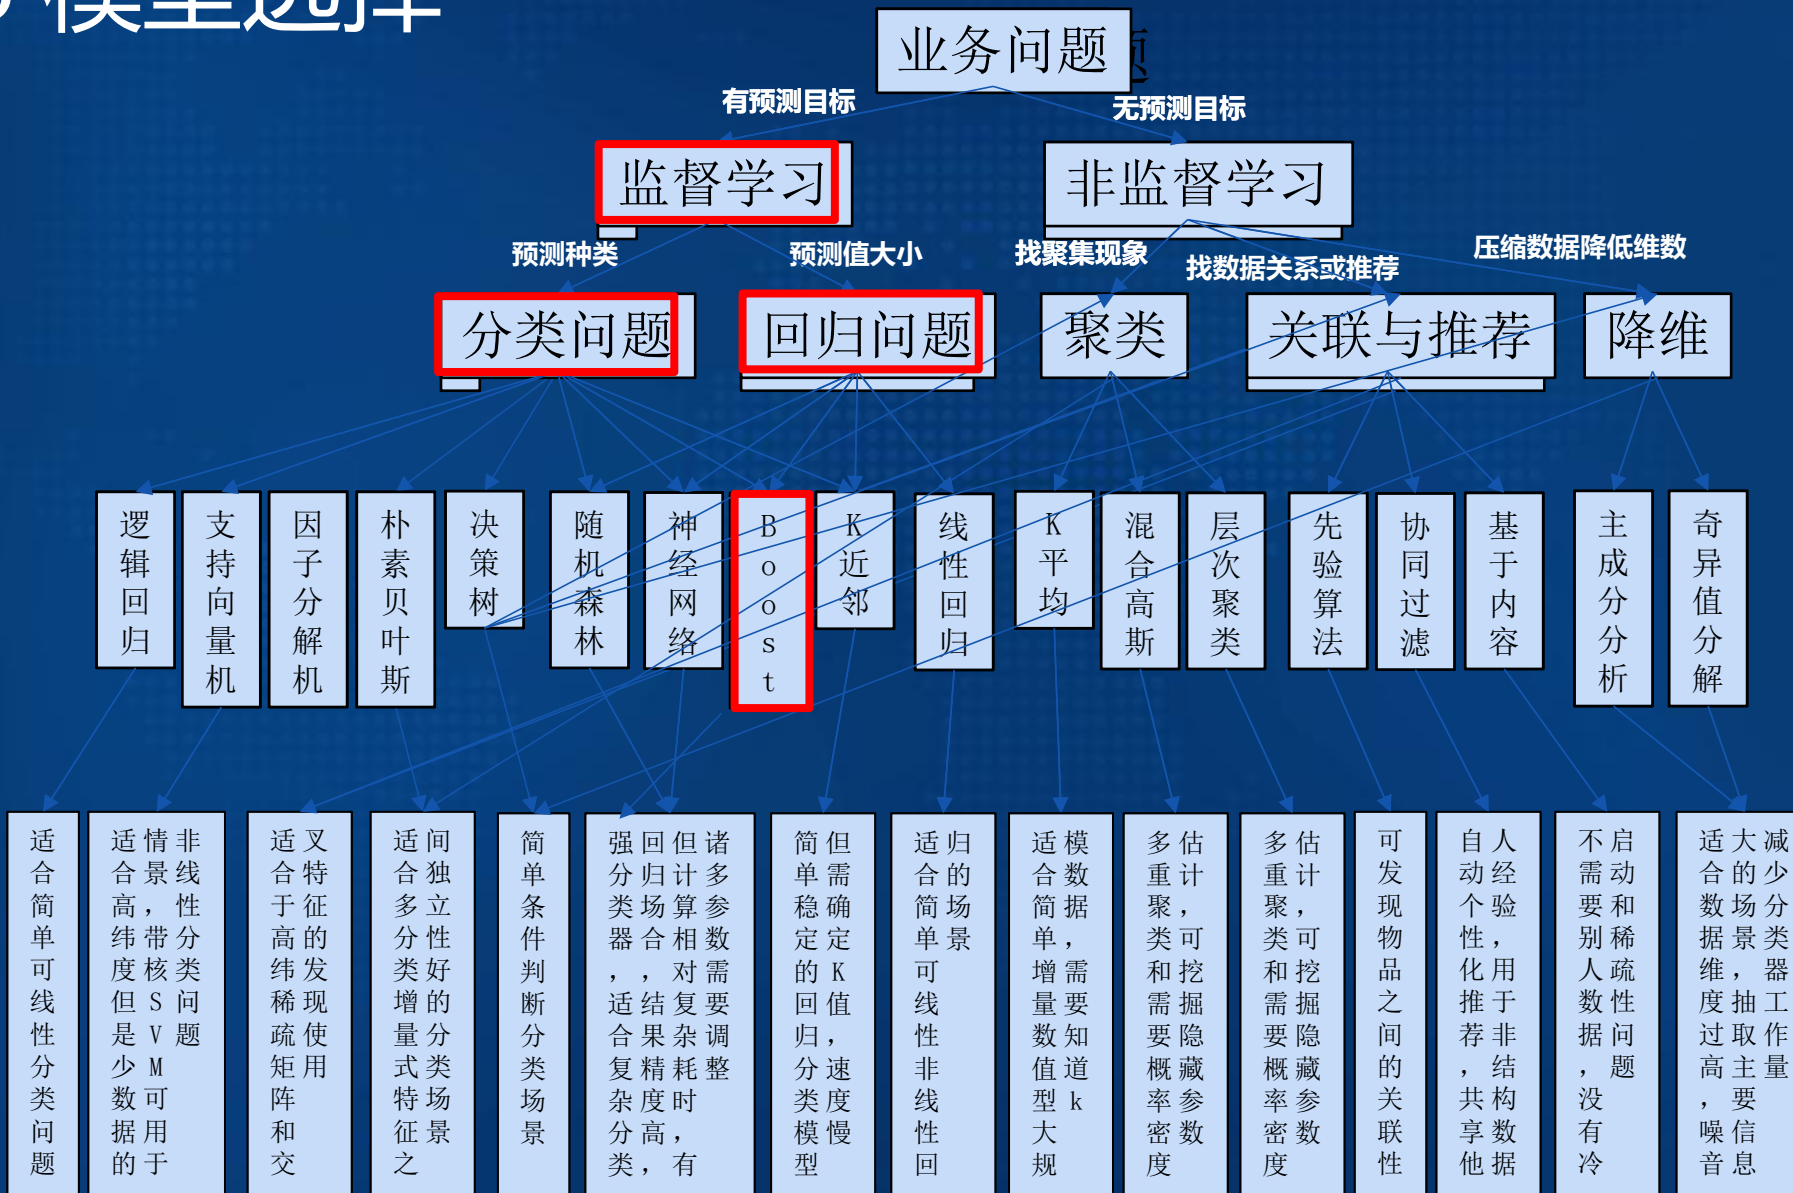 模型选择
业务问题
有预测目标
无预测目标
监督学习
非监督学习
预测种类
预测值大小
找聚集现象
找数据关系或推荐
压缩数据降低维数
分类问题
回归问题
聚类
关联与推荐
降维
逻辑回归
支持向量机
因子分解机
朴素贝叶斯
决策树
随机森林
神经网络
Boost
K近邻
线性回归
K平均
混合高斯
层次聚类
先验算法
协同过滤
基于内容
主成分分析
奇异值分解
适合简单可线性分类问题
适合高纬度但是少数据的
情景，带核SVM可用于
非线性分类问题
适合于高纬稀疏矩阵和交
叉特征的发现使用
适合多分类增量式特征之
间独立性好的分类场景
简单条件判断分类场景
强分类器，适合复杂分类
回归场合，结果精度高，
但计算相对复杂耗时，有
诸多参数需要调整
简单稳定的回归分类模型
但需确定K值，速度慢
适合简单可线性非线性回
归的场景
适合简单增量数值型大规
模数据，需要知道k
多重聚类和需要概率密度
估计，可挖掘隐藏参数
多重聚类和需要概率密度
估计，可挖掘隐藏参数
可发现物品之间的关联性
自动个性化推荐，共享他
人经验，用于非结构数据
不需要别人数据，没有冷
启动和稀疏性问题
适合数据维度过高，噪音
大的场景，抽取主要信息
减少分类器工作量